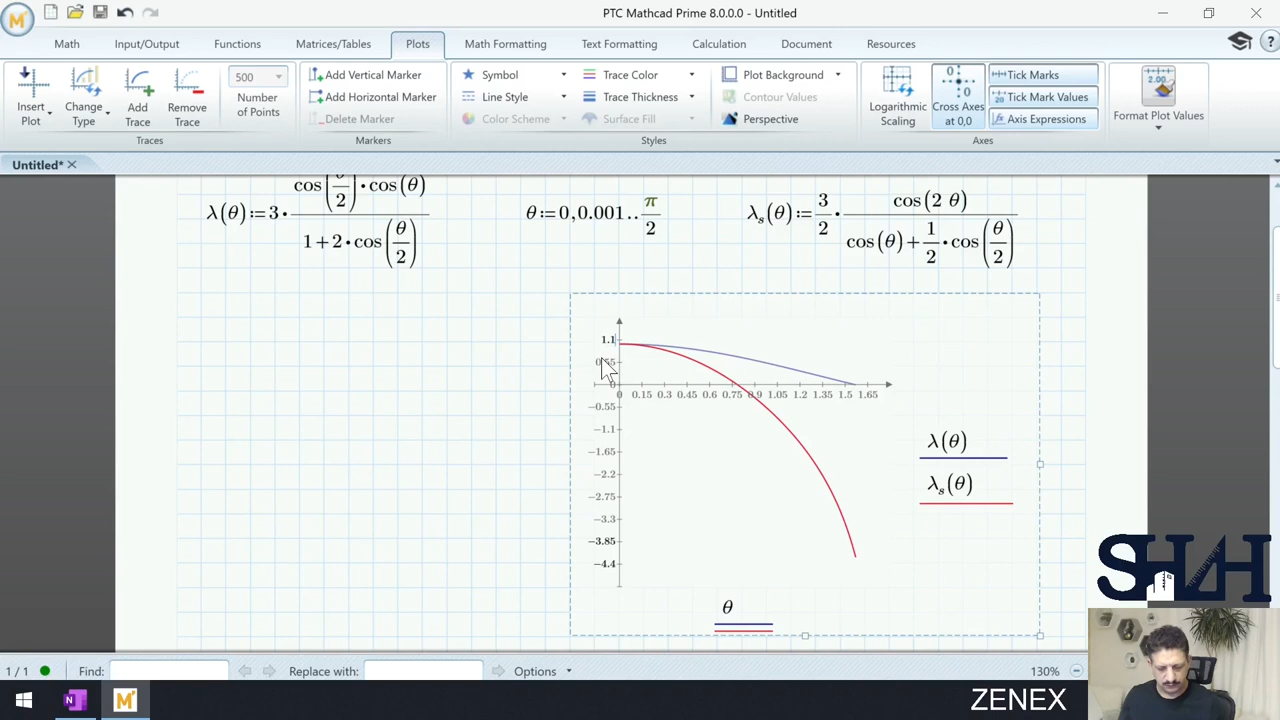 PTC Mathcad Prime 8.0.0.0 - Untitled
Math Input/Output Functions Matrices/Tables Plots Math Formatting Text Formatting Calculation Document Resources
Insert Plot
Change Type
Add Trace
Remove Trace
500
Number of Points
Traces
Add Vertical Marker
Add Horizontal Marker
Delete Marker
Markers
Symbol
Line Style
Color Scheme
Trace Color
Trace Thickness
Surface Fill
Plot Background
Contour Values
Perspective
Styles
Logarithmic Scaling
Cross Axes at 0,0
Tick Marks
Tick Mark Values
Axis Expressions
Axes
2.00
Format Plot Values
Untitled*
λ(θ):=3·cos(θ/2)·cos(θ)/(1+2·cos(θ/2))
θ:=0,0.001..π/2
λs(θ):=3/2·cos(2 θ)/(cos(θ)+1/2·cos(θ/2))
1.1
0
0 0.15 0.3 0.45 0.6 0.75 0.9 1.05 1.2 1.35 1.5 1.65
−0.55
−1.1
−1.65
−2.2
−2.75
−3.3
−3.85
−4.4
λ(θ)
λs(θ)
θ
SHZH
1 / 1 Find: Replace with: Options 130%
ZENEX